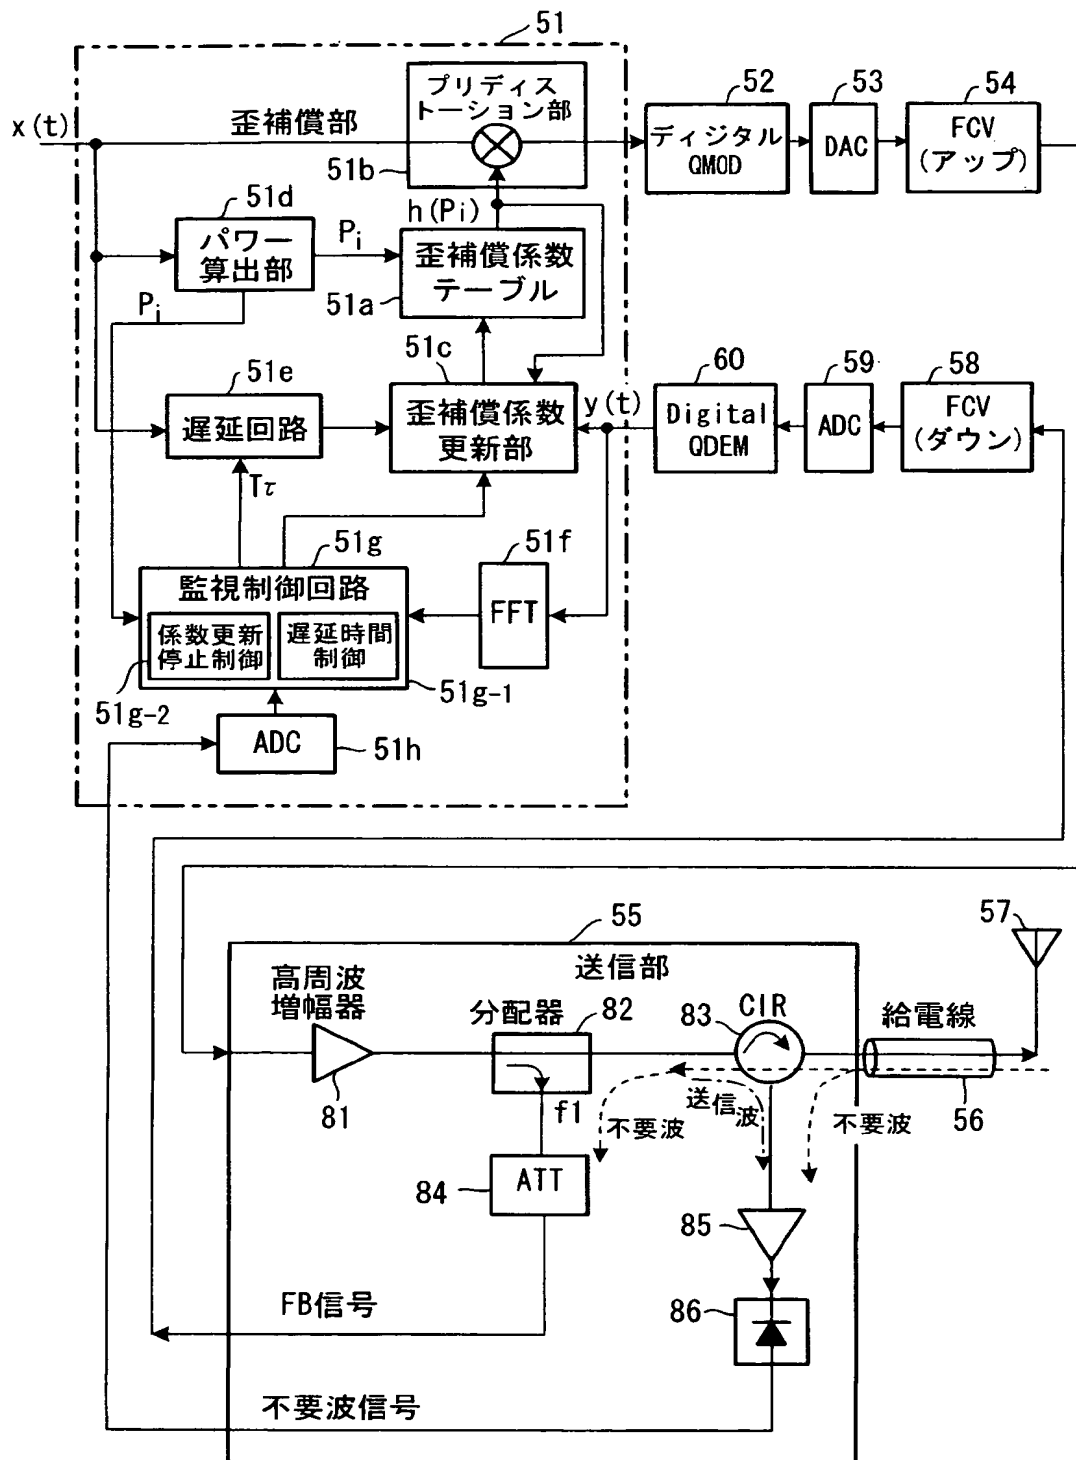 51
プリディス
トーション部
x(t)
歪補償部
51b
52
ディジタル
QMOD
53
DAC
54
FCV
(アップ)
51d
パワー
算出部
Pi
h(Pi)
歪補償係数
テーブル
51a
Pi
51c
歪補償係数
更新部
51e
遅延回路
Tτ
y(t)
60
Digital
QDEM
59
ADC
58
FCV
(ダウン)
51g
監視制御回路
係数更新
停止制御
遅延時間
制御
51f
FFT
51g-2
51g-1
ADC
51h
55
送信部
57
高周波
増幅器
81
分配器
82
f1
83
CIR
給電線
56
不要波
送信波
不要波
84
ATT
85
86
FB信号
不要波信号